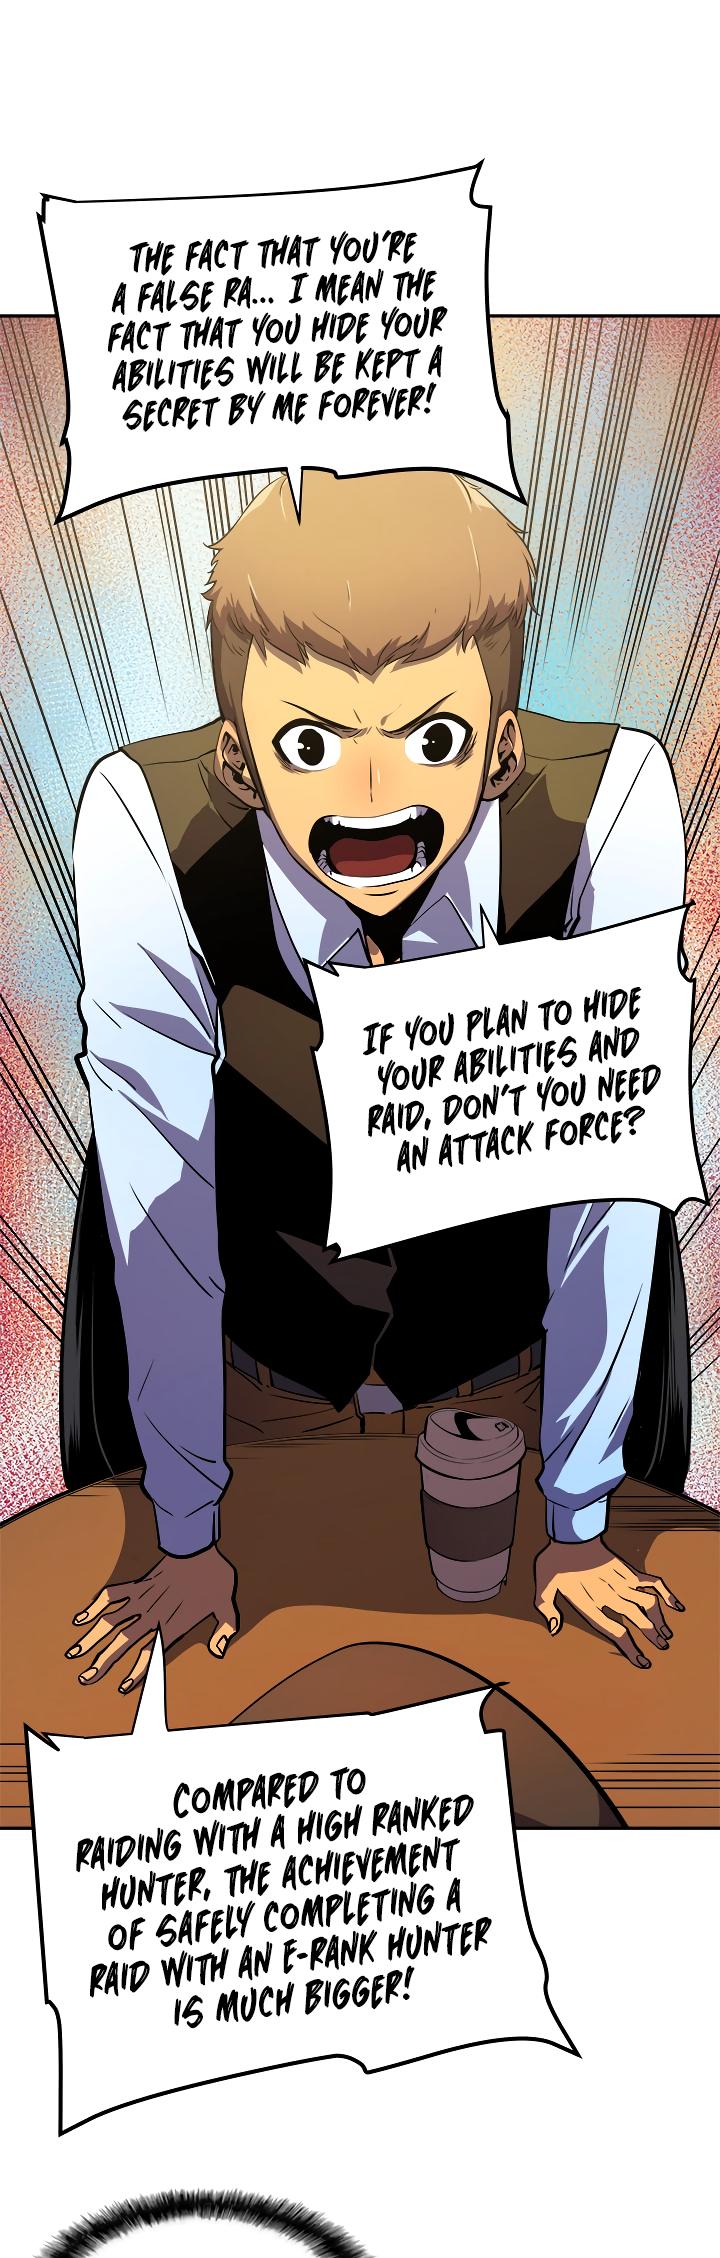 THE FACT THAT YOU'RE
A FALSE RA... I MEAN THE
FACT THAT YOU HIDE YOUR
ABILITIES WILL BE KEPT A
SECRET BY ME FOREVER!
IF YOU PLAN TO HIDE
YOUR ABILITIES AND
RAID, DON'T YOU NEED
AN ATTACK FORCE?
COMPARED TO
RAIDING WITH A HIGH RANKED
HUNTER, THE ACHIEVEMENT
OF SAFELY COMPLETING A
RAID WITH AN E-RANK HUNTER
IS MUCH BIGGER!